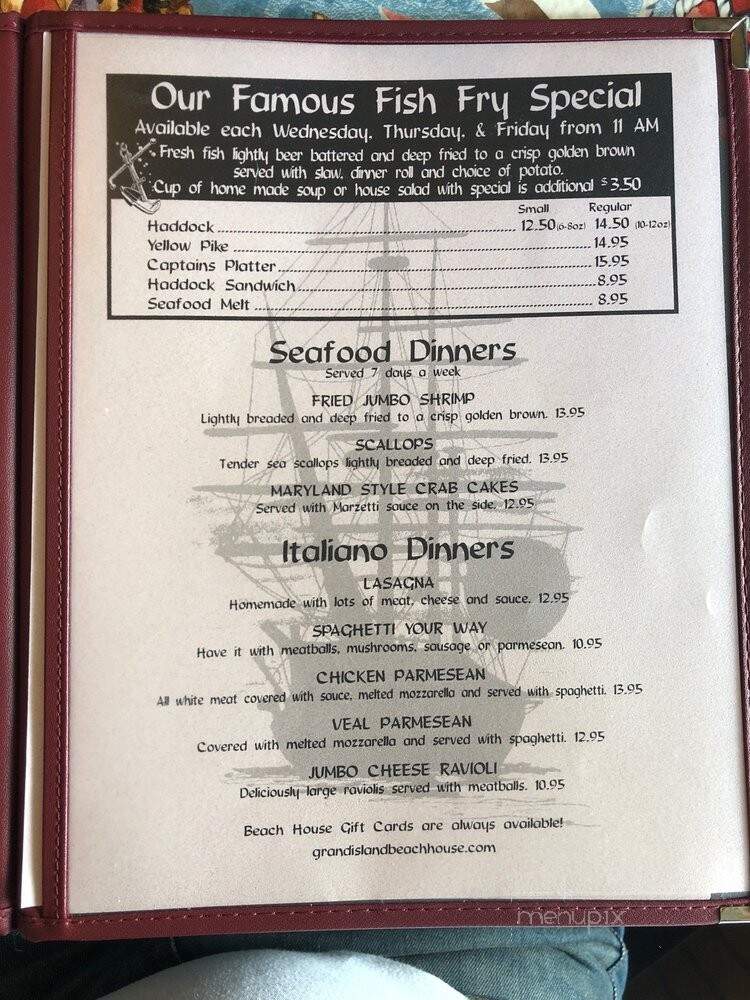 Our Famous Fish Fry Special
Available each Wednesday, Thursday, & Friday from 11 AM
Fresh fish lightly beer battered and deep fried to a crisp golden brown
served with slaw, dinner roll and choice of potato.
Cup of home made soup or house salad with special is additional $3.50
Small Regular
Haddock 12.50(6-8oz) 14.50 (10-12oz)
Yellow Pike 14.95
Captains Platter 15.95
Haddock Sandwich 8.95
Seafood Melt 8.95
Seafood Dinners
Served 7 days a week
FRIED JUMBO SHRIMP
Lightly breaded and deep fried to a crisp golden brown. 13.95
SCALLOPS
Tender sea scallops lightly breaded and deep fried. 13.95
MARYLAND STYLE CRAB CAKES
Served with Marzetti sauce on the side. 12.95
Italiano Dinners
LASAGNA
Homemade with lots of meat, cheese and sauce. 12.95
SPAGHETTI YOUR WAY
Have it with meatballs, mushrooms, sausage or parmesean. 10.95
CHICKEN PARMESEAN
All white meat covered with sauce, melted mozzarella and served with spaghetti. 13.95
VEAL PARMESEAN
Covered with melted mozzarella and served with spaghetti. 12.95
JUMBO CHEESE RAVIOLI
Deliciously large raviolis served with meatballs. 10.95
Beach House Gift Cards are always available!
grandislandbeachhouse.com
menupix